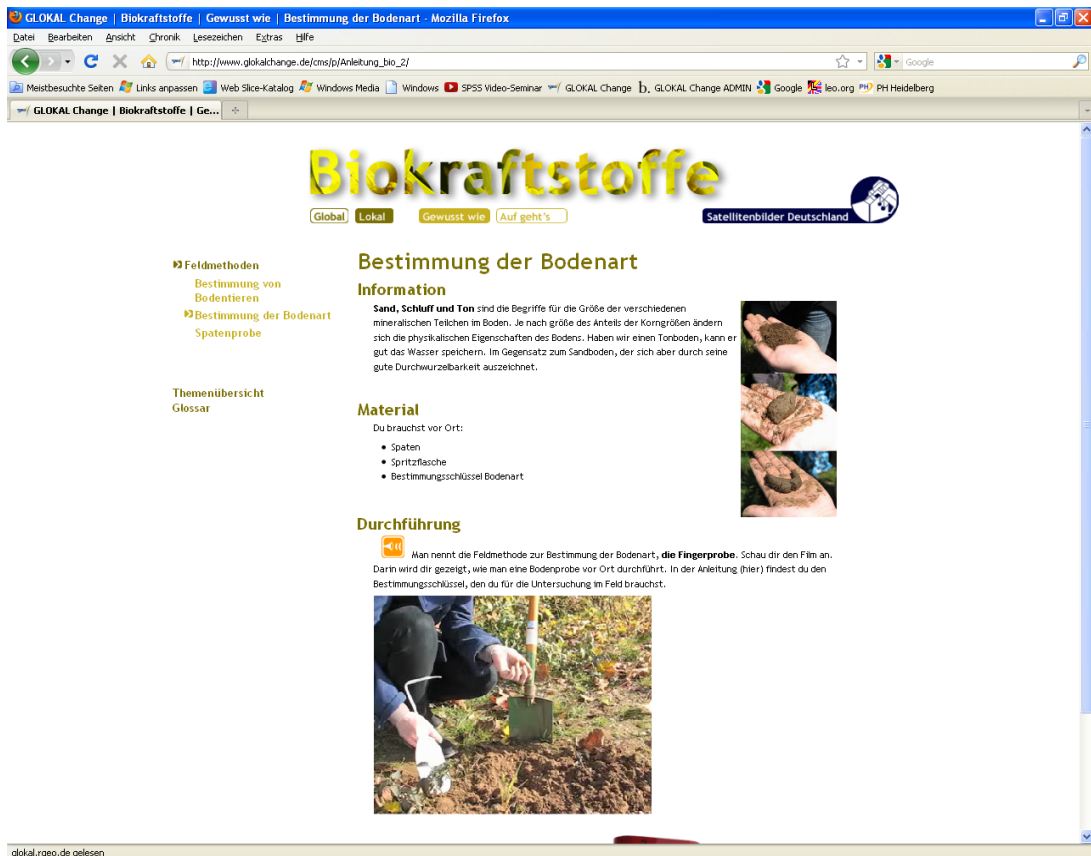 GLOKAL Change | Biokraftstoffe | Gewusst wie | Bestimmung der Bodenart - Mozilla Firefox
Datei Bearbeiten Ansicht Chronik Lesezeichen Extras Hilfe
http://www.glokalchange.de/cms/p/Anleitung_bio_2/
Google
Meistbesuchte Seiten Links anpassen Web Slice-Katalog Windows Media Windows SPSS Video-Seminar GLOKAL Change b. GLOKAL Change ADMIN Google leo.org PH PH Heidelberg
GLOKAL Change | Biokraftstoffe | Ge...
Biokraftstoffe
Global Lokal Gewusst wie Auf geht's Satellitenbilder Deutschland
Feldmethoden
Bestimmung von
Bodentieren
Bestimmung der Bodenart
Spatenprobe
Themenübersicht
Glossar
Bestimmung der Bodenart
Information
Sand, Schluff und Ton sind die Begriffe für die Größe der verschiedenen
mineralischen Teilchen im Boden. Je nach größe des Anteils der Korngrößen ändern
sich die physikalischen Eigenschaften des Bodens. Haben wir einen Tonboden, kann er
gut das Wasser speichern. Im Gegensatz zum Sandboden, der sich aber durch seine
gute Durchwurzelbarkeit auszeichnet.
Material
Du brauchst vor Ort:
• Spaten
• Spritzflasche
• Bestimmungsschlüssel Bodenart
Durchführung
Man nennt die Feldmethode zur Bestimmung der Bodenart, die Fingerprobe. Schau dir den Film an.
Darin wird dir gezeigt, wie man eine Bodenprobe vor Ort durchführt. In der Anleitung (hier) findest du den
Bestimmungsschlüssel, den du für die Untersuchung im Feld brauchst.
glokal.rgeo.de gelesen